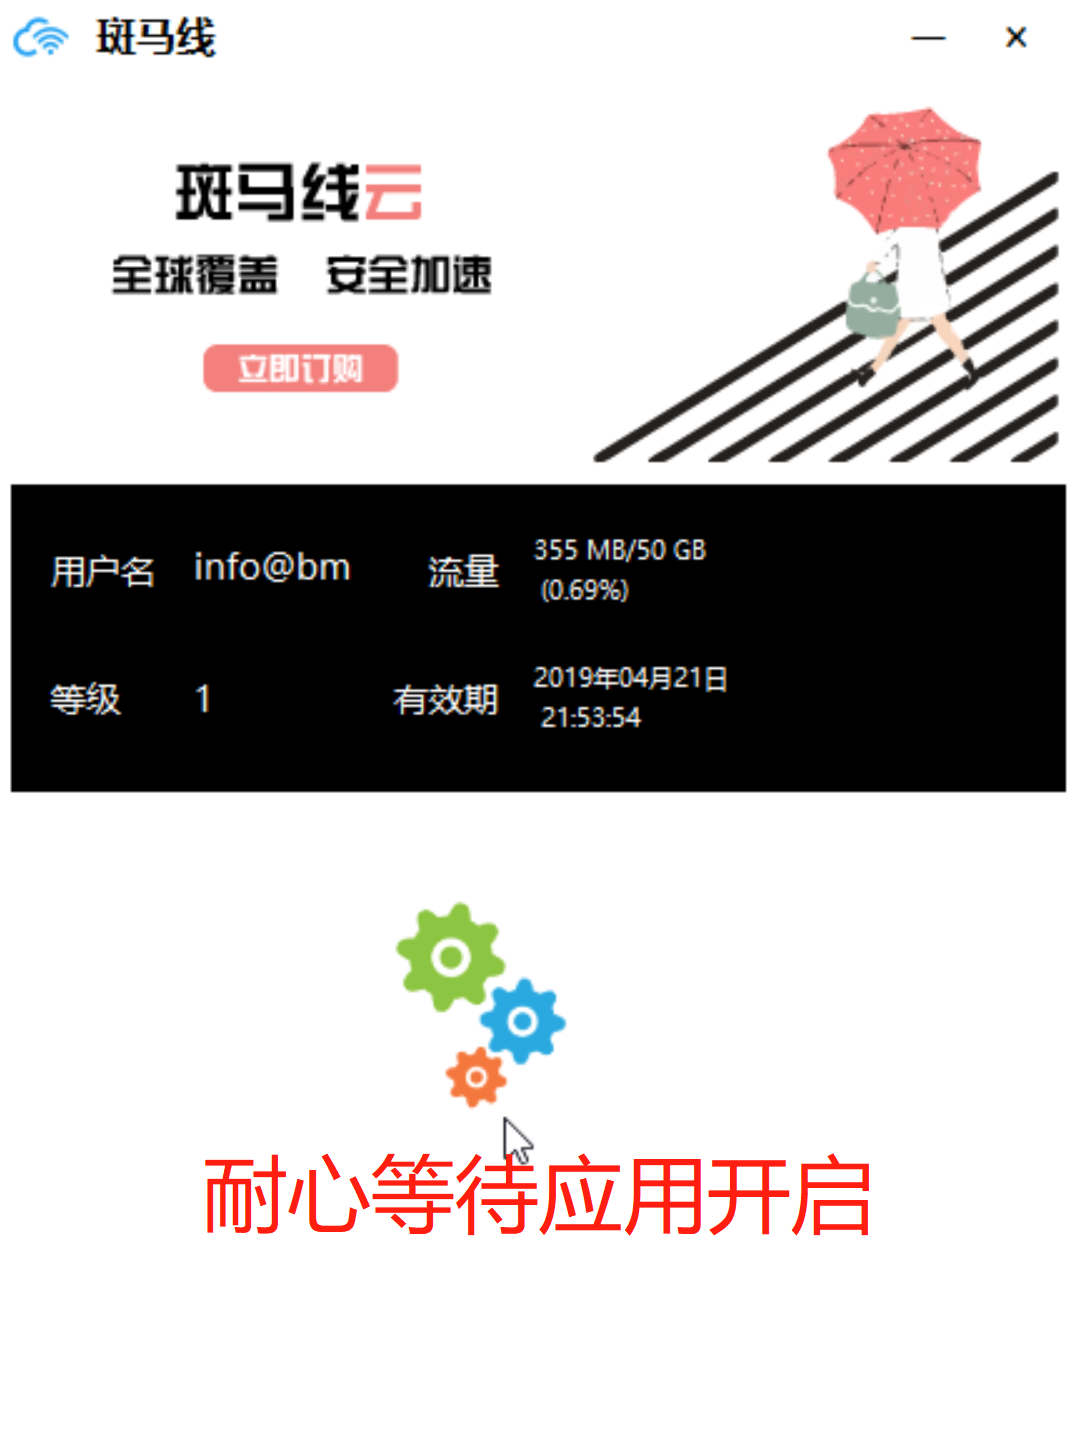 斑马线
斑马线云
全球覆盖 安全加速
立即订购
用户名 info@bm 流量 355 MB/50 GB
(0.69%)
等级 1 有效期 2019年04月21日
21:53:54
耐心等待应用开启